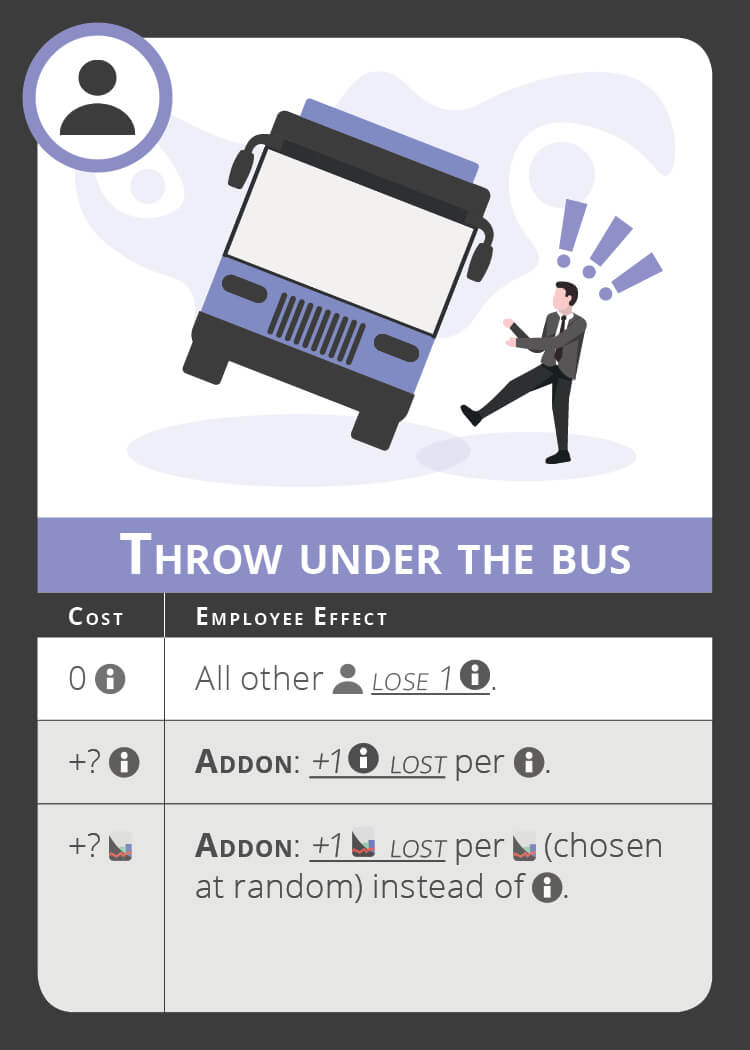 !!!
Throw under the bus
Cost Employee Effect
0 i All other lose 1 i.
+? i Addon: +1 i lost per i.
+? Addon: +1 lost per (chosen
at random) instead of i.